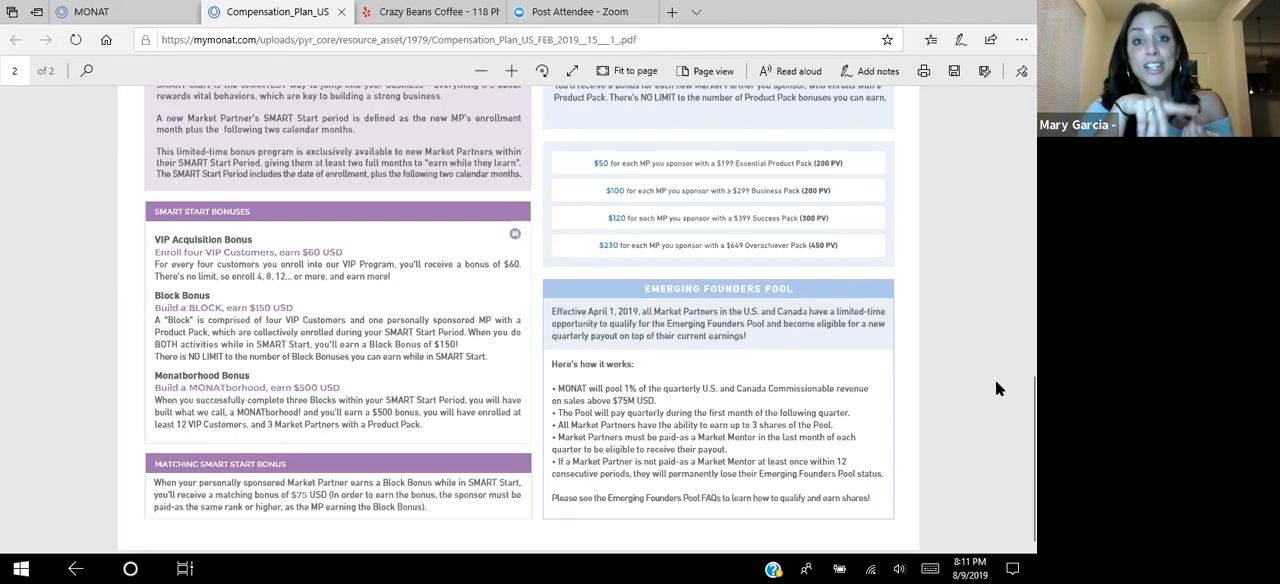 MONAT
Compensation_Plan_US
Crazy Beans Coffee - 118 Ph
Post Attendee - Zoom
https://mymonat.com/uploads/pyr_core/resource_asset/1979/Compensation_Plan_US_FEB_2019__15___1_.pdf
2 of 2
Fit to page
Page view
Read aloud
Add notes
Mary Garcia -
rewards vital behaviors, which are key to building a strong business.
A new Market Partner's SMART Start period is defined as the new MP's enrollment
month plus the following two calendar months.
This limited-time bonus program is exclusively available to new Market Partners within
their SMART Start Period, giving them at least two full months to "earn while they learn".
The SMART Start Period includes the date of enrollment, plus the following two calendar months.
SMART START BONUSES
VIP Acquisition Bonus
M
Enroll four VIP Customers, earn $60 USD
For every four customers you enroll into our VIP Program, you'll receive a bonus of $60.
There's no limit, so enroll 4, 8, 12... or more, and earn more!
Block Bonus
Build a BLOCK, earn $150 USD
A "Block" is comprised of four VIP Customers and one personally sponsored MP with a
Product Pack, which are collectively enrolled during your SMART Start Period. When you do
BOTH activities while in SMART Start, you'll earn a Block Bonus of $150!
There is NO LIMIT to the number of Block Bonuses you can earn while in SMART Start.
Monatborhood Bonus
Build a MONATborhood, earn $500 USD
When you successfully complete three Blocks within your SMART Start Period, you will have
built what we call, a MONATborhood! and you'll earn a $500 bonus, you will have enrolled at
least 12 VIP Customers, and 3 Market Partners with a Product Pack.
MATCHING SMART START BONUS
When your personally sponsored Market Partner earns a Block Bonus while in SMART Start,
you'll receive a matching bonus of $75 USD (In order to earn the bonus, the sponsor must be
paid-as the same rank or higher, as the MP earning the Block Bonus).
You'll receive a bonus for each new Market Partner you sponsor, who enrolls with a
Product Pack. There's NO LIMIT to the number of Product Pack bonuses you can earn.
$50 for each MP you sponsor with a $199 Essential Product Pack (200 PV)
$100 for each MP you sponsor with a $299 Business Pack (200 PV)
$120 for each MP you sponsor with a $399 Success Pack (300 PV)
$230 for each MP you sponsor with a $649 Overachiever Pack (450 PV)
EMERGING FOUNDERS POOL
Effective April 1, 2019, all Market Partners in the U.S. and Canada have a limited-time
opportunity to qualify for the Emerging Founders Pool and become eligible for a new
quarterly payout on top of their current earnings!
Here's how it works:
• MONAT will pool 1% of the quarterly U.S. and Canada Commissionable revenue
on sales above $75M USD.
• The Pool will pay quarterly during the first month of the following quarter.
• All Market Partners have the ability to earn up to 3 shares of the Pool.
• Market Partners must be paid-as a Market Mentor in the last month of each
quarter to be eligible to receive their payout.
• If a Market Partner is not paid-as a Market Mentor at least once within 12
consecutive periods, they will permanently lose their Emerging Founders Pool status.
Please see the Emerging Founders Pool FAQs to learn how to qualify and earn shares!
8:11 PM
8/9/2019